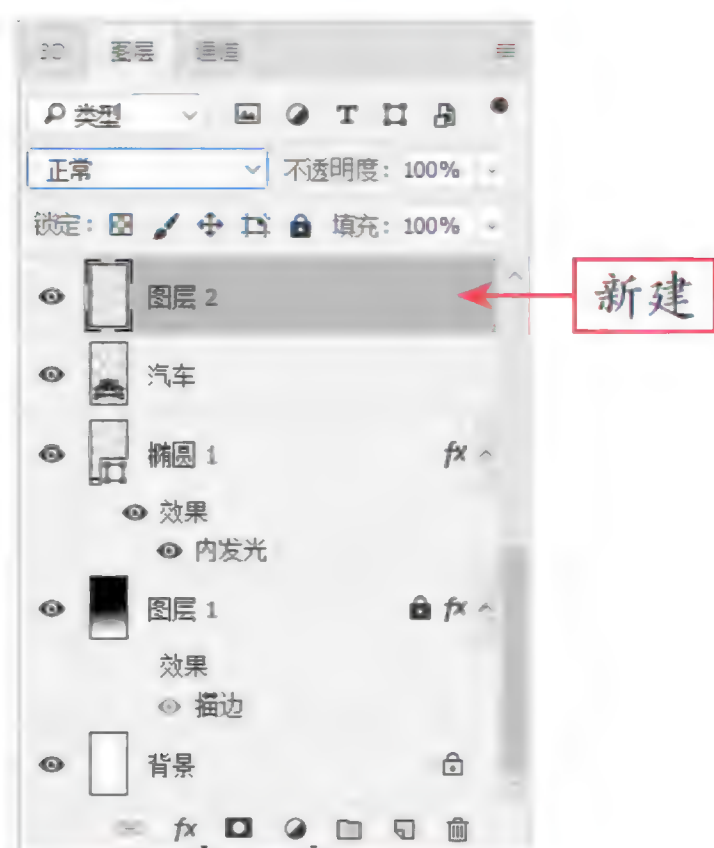 3D 图层 通道
类型
正常 不透明度: 100%
锁定: 填充: 100%
图层 2
新建
汽车
椭圆 1 fx
效果
内发光
图层 1 fx
效果
描边
背景
fx